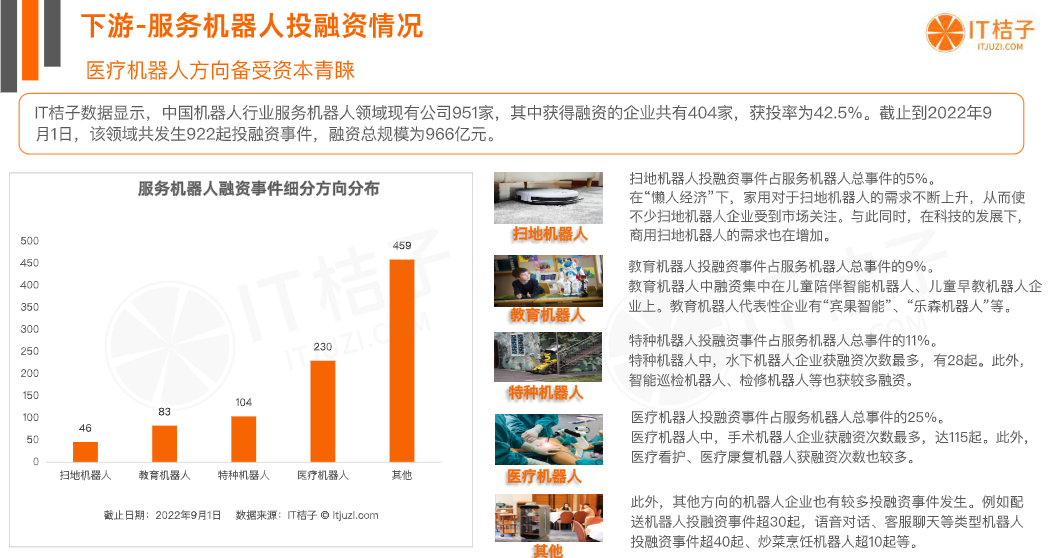 下游-服务机器人投融资情况
IT桔子
ITJUZI.COM
医疗机器人方向备受资本青睐
IT桔子数据显示，中国机器人行业服务机器人领域现有公司951家，其中获得融资的企业共有404家，获投率为42.5%。截止到2022年9
月1日，该领域共发生922起投融资事件，融资总规模为966亿元。
服务机器人融资事件细分方向分布
500
450
400
350
300
250
200
150
100
50
0
46
83
104
230
459
扫地机器人
教育机器人
特种机器人
医疗机器人
其他
截止日期：2022年9月1日 数据来源：IT桔子 © itjuzi.com
IT桔子
ITJUZI.COM
扫地机器人
扫地机器人投融资事件占服务机器人总事件的5%。
在“懒人经济”下，家用对于扫地机器人的需求不断上升，从而使
不少扫地机器人企业受到市场关注。与此同时，在科技的发展下，
商用扫地机器人的需求也在增加。
教育机器人
教育机器人投融资事件占服务机器人总事件的9%。
教育机器人中融资集中在儿童陪伴智能机器人、儿童早教机器人企
业上。教育机器人代表性企业有“宾果智能”、“乐森机器人”等。
特种机器人
特种机器人投融资事件占服务机器人总事件的11%。
特种机器人中，水下机器人企业获融资次数最多，有28起。此外，
智能巡检机器人、检修机器人等也获较多融资。
医疗机器人
医疗机器人投融资事件占服务机器人总事件的25%。
医疗机器人中，手术机器人企业获融资次数最多，达115起。此外，
医疗看护、医疗康复机器人获融资次数也较多。
其他
此外，其他方向的机器人企业也有较多投融资事件发生。例如配
送机器人投融资事件超30起，语音对话、客服聊天等类型机器人
投融资事件超40起、炒菜烹饪机器人超10起等。